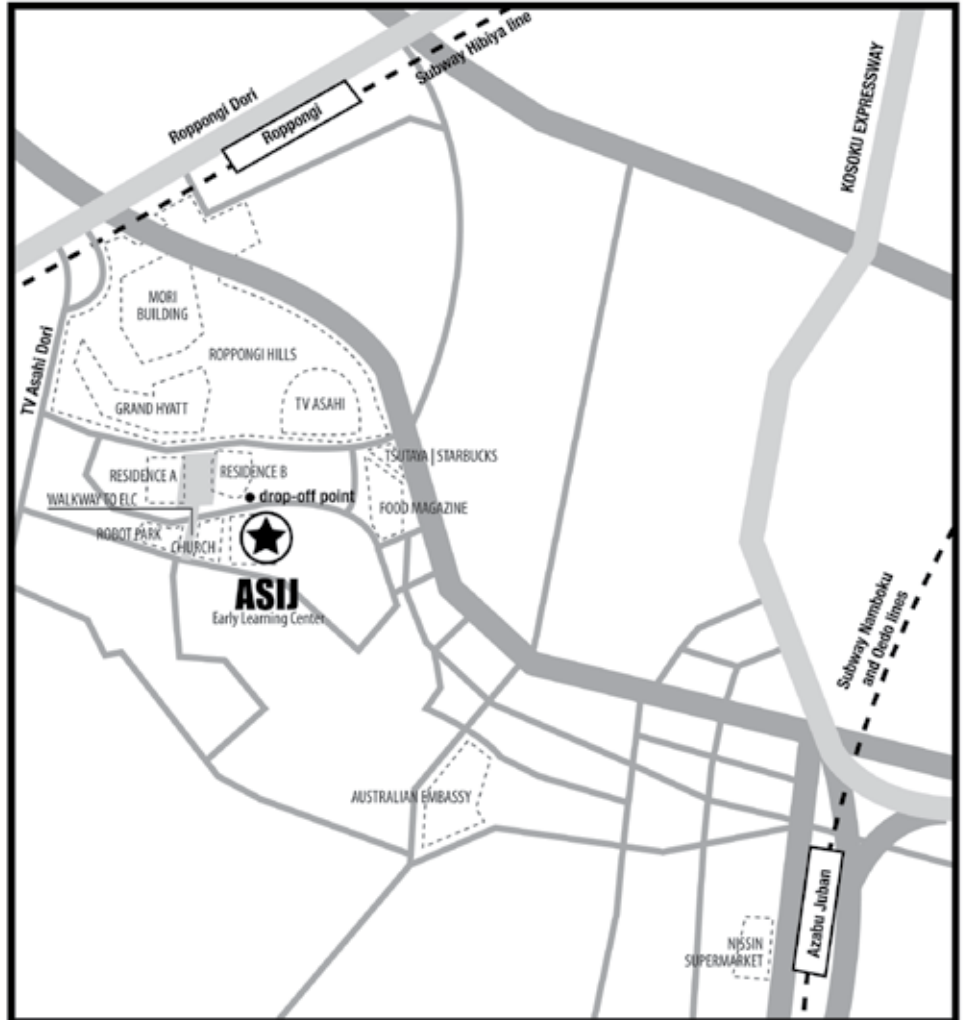 Subway Hibiya line
Roppongi Dori
Roppongi
KOSOKU EXPRESSWAY
MORI
BUILDING
ROPPONGI HILLS
TV Asahi Dori
GRAND HYATT
TV ASAHI
TSUTAYA | STARBUCKS
RESIDENCE A
RESIDENCE B
WALKWAY TO ELC
drop-off point
FOOD MAGAZINE
ROBOT PARK
CHURCH
ASIJ
Early Learning Center
Subway Namboku
and Oedo lines
AUSTRALIAN EMBASSY
Azabu Juban
NISSIN
SUPERMARKET